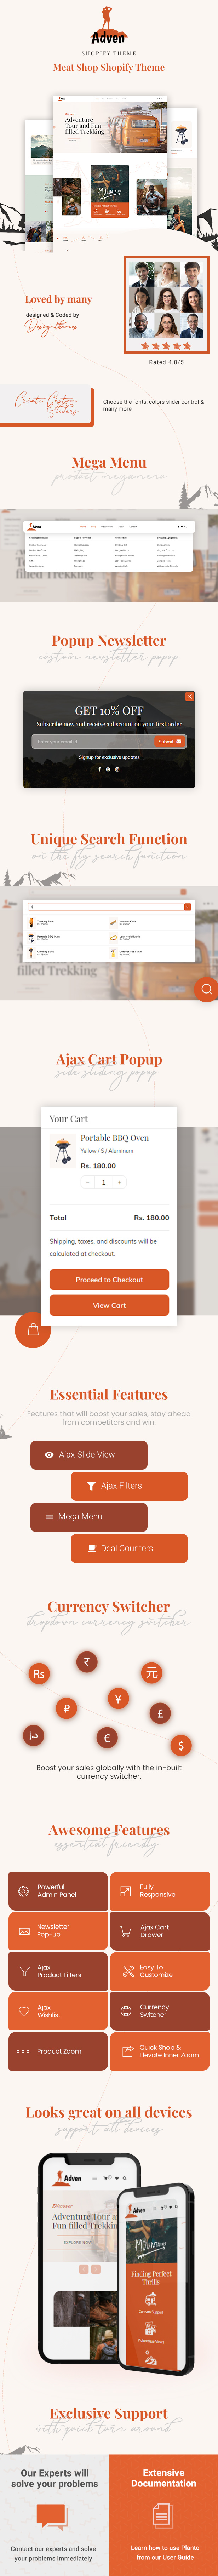 Adven
SHOPIFY THEME
Meat Shop Shopify Theme
Adventure
Tour and Fun
filled Trekking
Mountens
Loved by many
designed & Coded by
Designthemes
Rated 4.8/5
Create Custom
Sliders
Choose the fonts, colors slider control &
many more
Mega Menu
product megamenu
Adven
filled Trekking
Popup Newsletter
custom newsletter popup
GET 10% OFF
Subscribe now and receive a discount on your first order
Enter your email id
Submit
Signup for exclusive updates
Unique Search Function
on the fly search function
filled Trekking
Ajax Cart Popup
side sliding popup
Your Cart
Portable BBQ Oven
Yellow / S / Aluminum
Rs. 180.00
- 1 +
Total Rs. 180.00
Shipping, taxes, and discounts will be
calculated at checkout.
Proceed to Checkout
View Cart
Essential Features
Features that will boost your sales, stay ahead
from competitors and win.
Ajax Slide View
Ajax Filters
Mega Menu
Deal Counters
Currency Switcher
dropdown currency switcher
Rs
₹
元
₽
¥
£
د.إ
€
$
Boost your sales globally with the in-built
currency switcher.
Awesome Features
essential friendly
Powerful
Admin Panel
Fully
Responsive
Newsletter
Pop-up
Ajax Cart
Drawer
Ajax
Product Filters
Easy To
Customize
Ajax
Wishlist
Currency
Switcher
Product Zoom
Quick Shop &
Elevate Inner Zoom
Looks great on all devices
support all devices
Adven
Discover
Adventure Tour a
Fun filled Trekkin
EXPLORE NOW
Adven
Mountens
Finding Perfect
Thrills
Exclusive Support
with quick turn around
Our Experts will
solve your problems
Contact our experts and solve
your problems immediately
Extensive
Documentation
Learn how to use Planto
from our User Guide